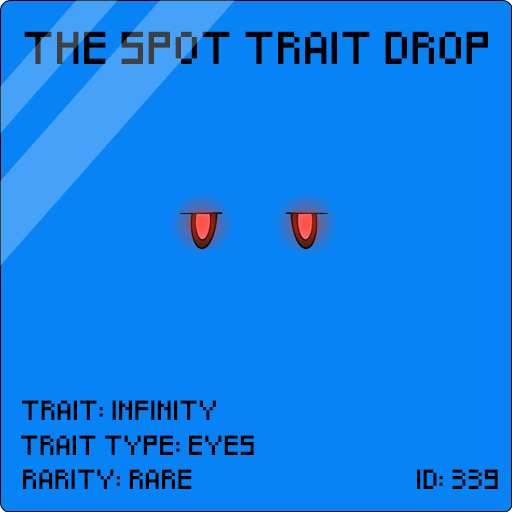 THE SPOT TRAIT DROP
TRAIT: INFINITY
TRAIT TYPE: EYES
RARITY: RARE
ID: 339